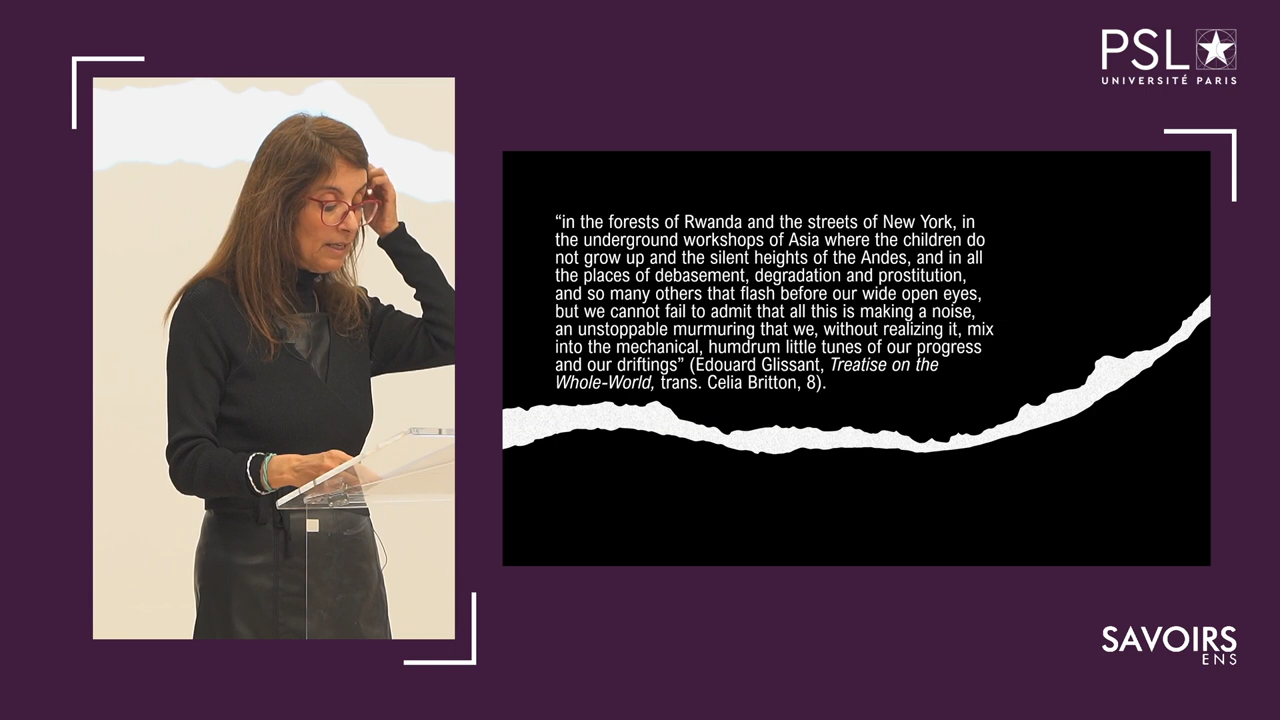 PSL
UNIVERSITÉ PARIS
“in the forests of Rwanda and the streets of New York, in
the underground workshops of Asia where the children do
not grow up and the silent heights of the Andes, and in all
the places of debasement, degradation and prostitution,
and so many others that flash before our wide open eyes,
but we cannot fail to admit that all this is making a noise,
an unstoppable murmuring that we, without realizing it, mix
into the mechanical, humdrum little tunes of our progress
and our driftings” (Edouard Glissant, Treatise on the
Whole-World, trans. Celia Britton, 8).
SAVOIRS
ENS